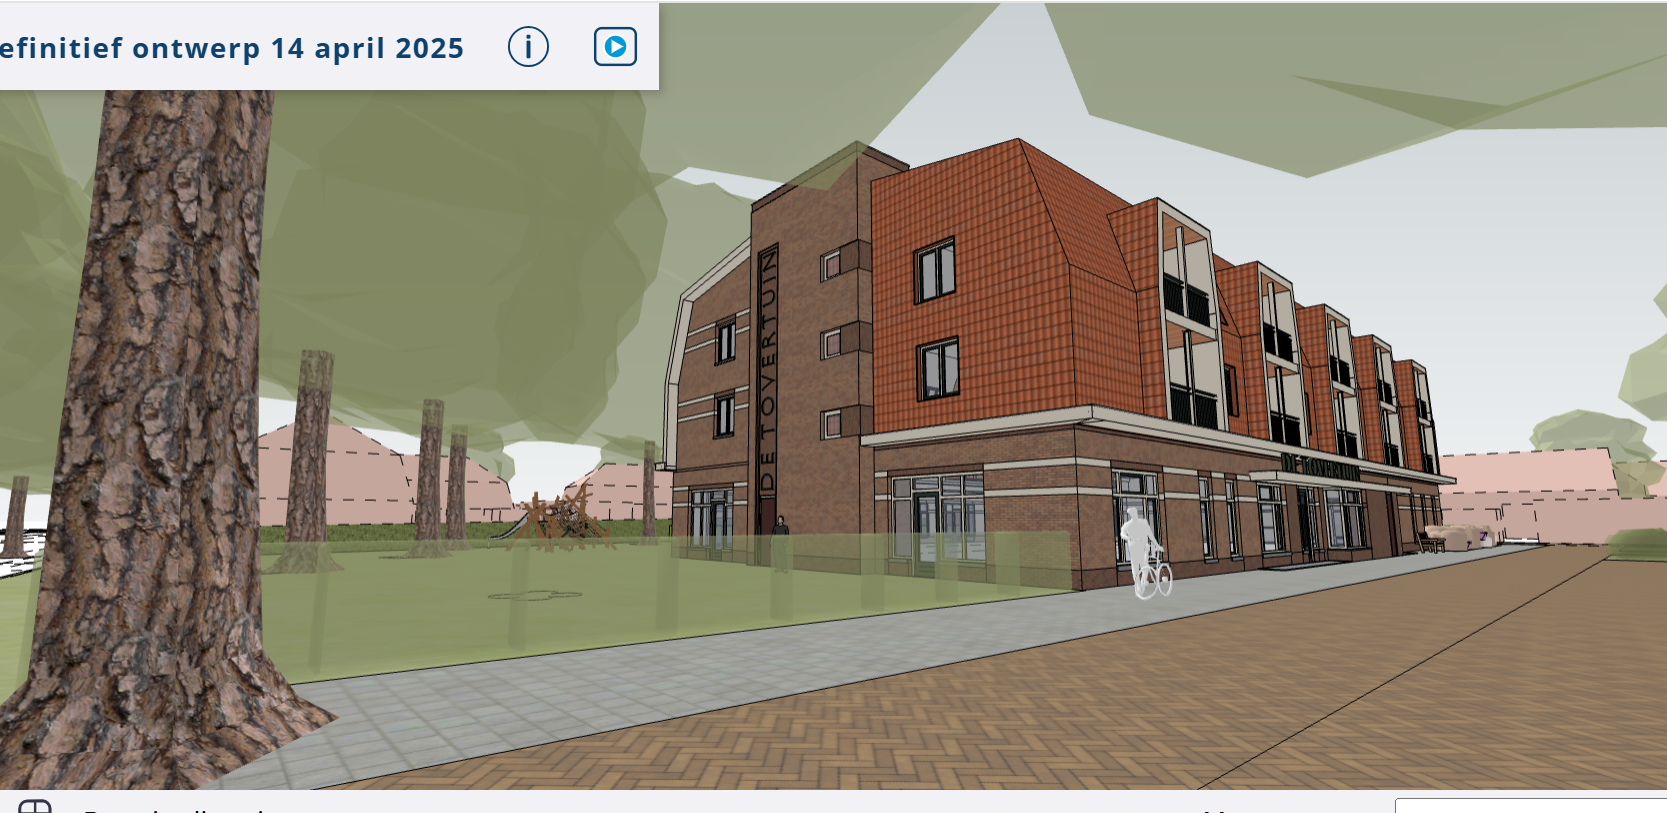 efinitief ontwerp 14 april 2025
i
DE TOVERTUIN
DE TOVERTUIN